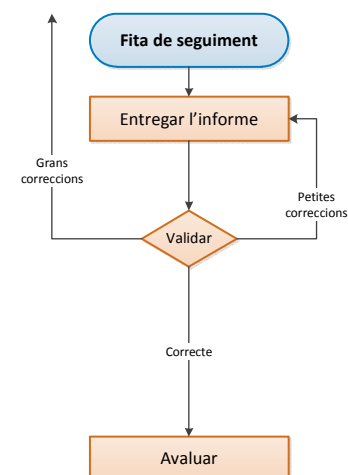 Fita de seguiment
Entregar l’informe
Grans
correccions
Petites
correccions
Validar
Correcte
Avaluar